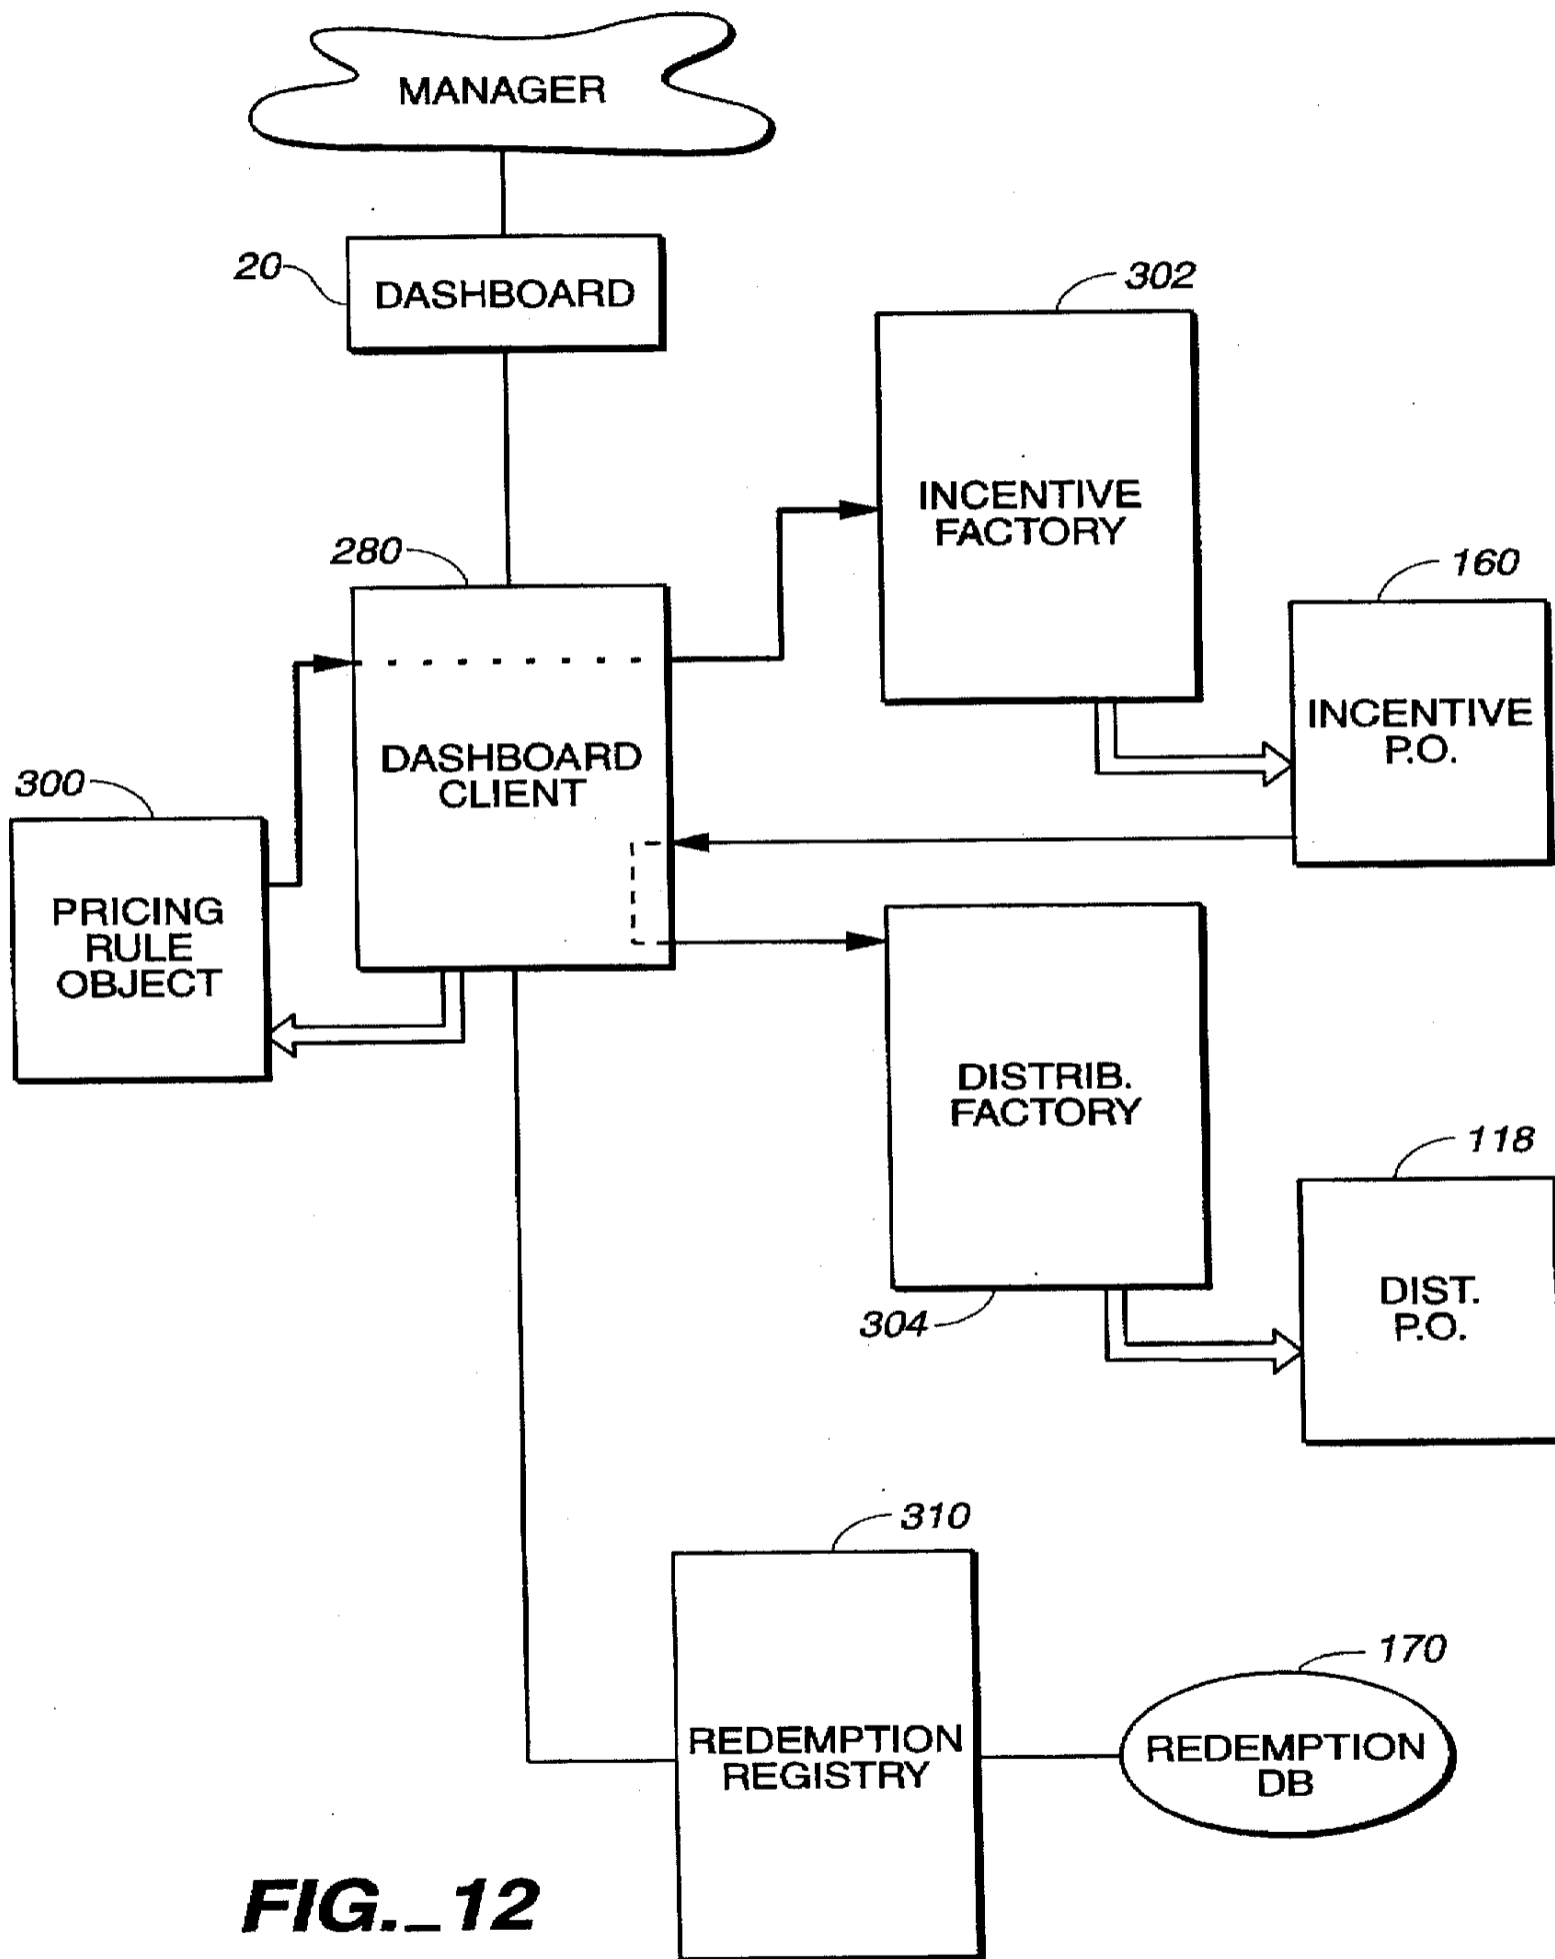 MANAGER
20
DASHBOARD
302
INCENTIVE
FACTORY
280
160
INCENTIVE
P.O.
DASHBOARD
CLIENT
300
PRICING
RULE
OBJECT
DISTRIB.
FACTORY
118
304
DIST.
P.O.
310
170
REDEMPTION
REGISTRY
REDEMPTION
DB
FIG._12